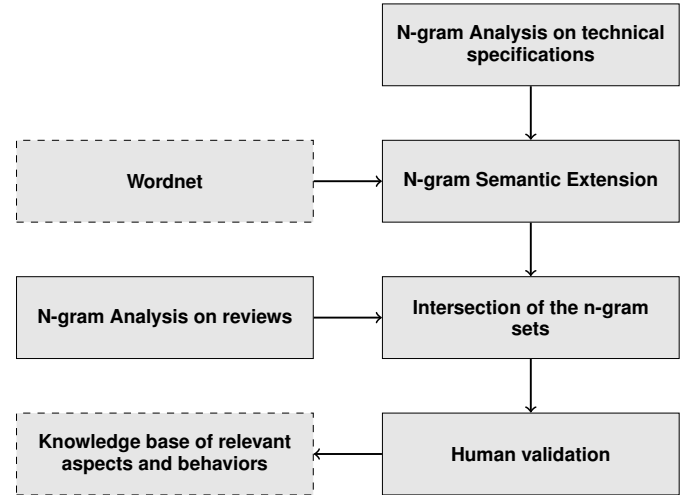 N-gram Analysis on technical
specifications
Wordnet
N-gram Semantic Extension
N-gram Analysis on reviews
Intersection of the n-gram
sets
Knowledge base of relevant
aspects and behaviors
Human validation